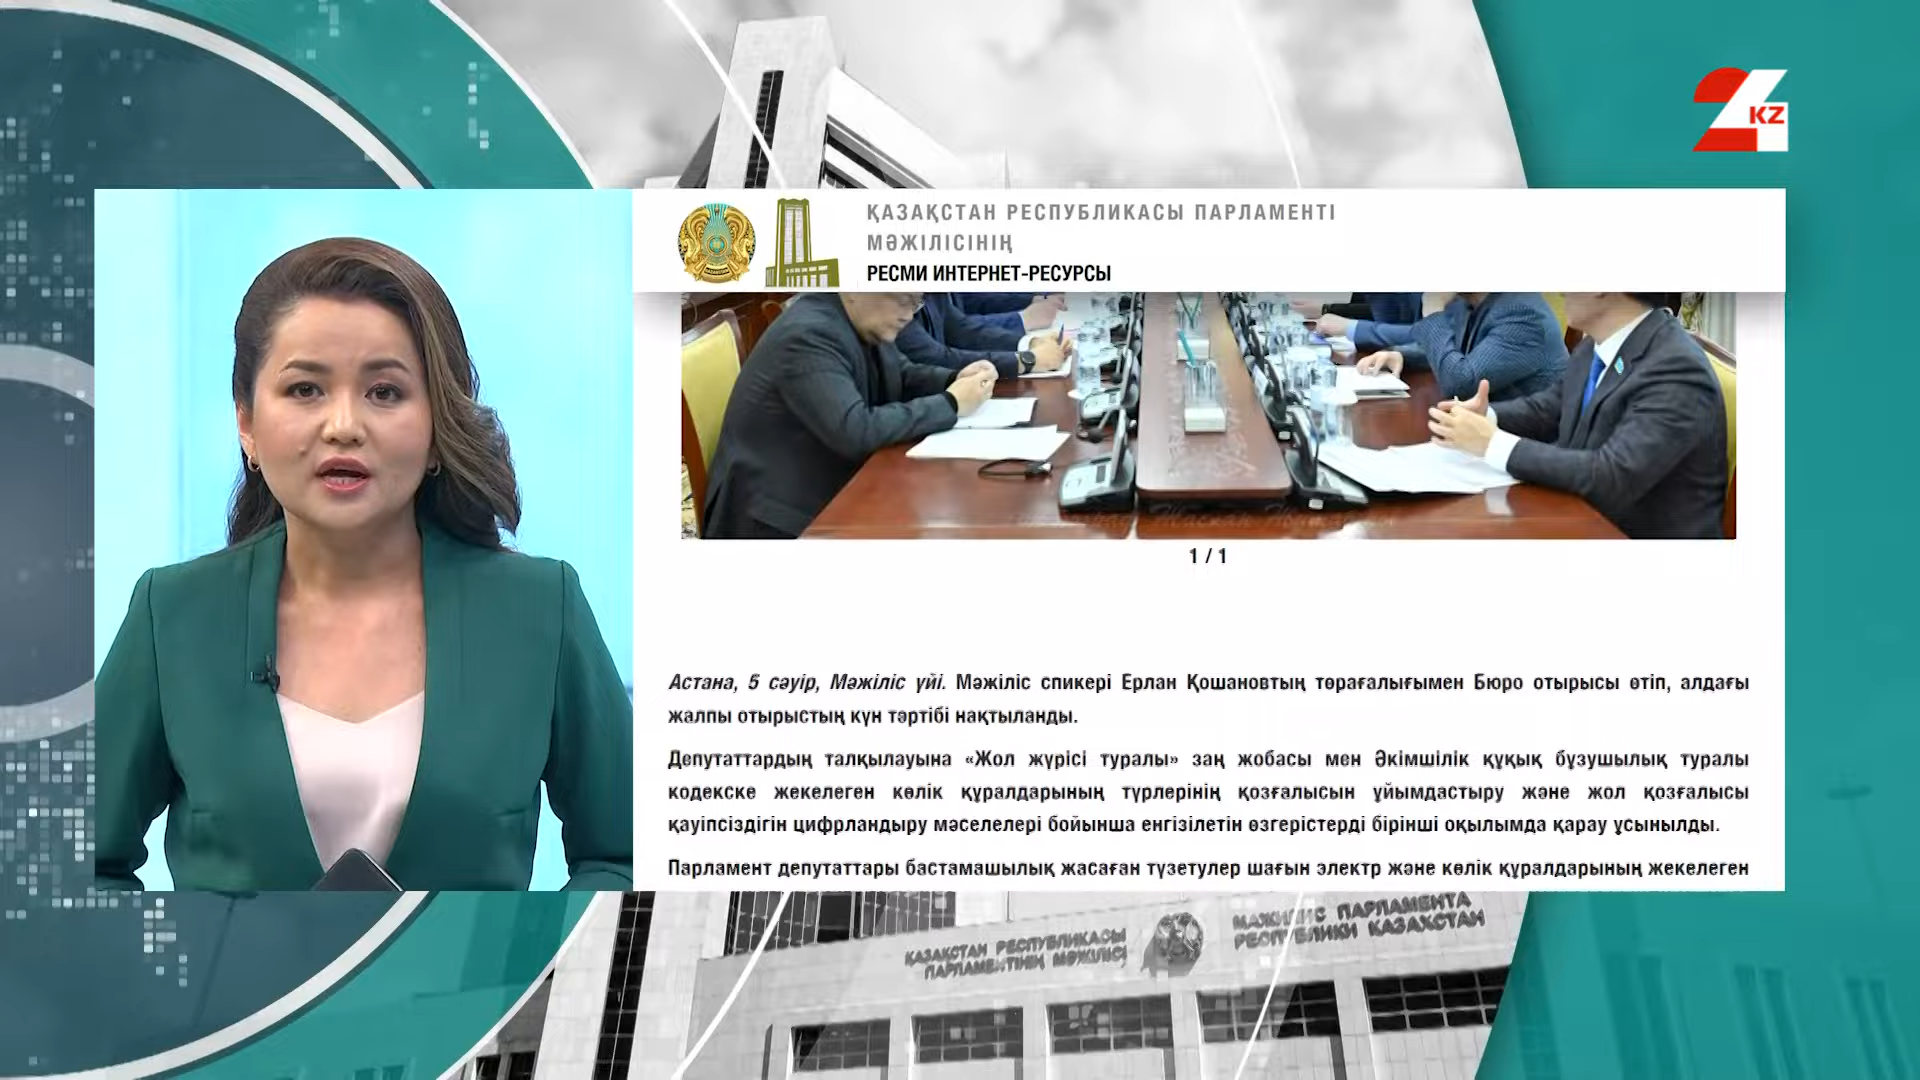 24
KZ
ҚАЗАҚСТАН РЕСПУБЛИКАСЫ ПАРЛАМЕНТІ
МӘЖІЛІСІНІҢ
РЕСМИ ИНТЕРНЕТ-РЕСУРСЫ
1 / 1
Астана, 5 сәуір, Мәжіліс үйі. Мәжіліс спикері Ерлан Қошановтың төрағалығымен Бюро отырысы өтіп, алдағы
жалпы отырыстың күн тәртібі нақтыланды.
Депутаттардың талқылауына «Жол жүрісі туралы» заң жобасы мен Әкімшілік құқық бұзушылық туралы
кодекске жекелеген көлік құралдарының түрлерінің қозғалысын ұйымдастыру және жол қозғалысы
қауіпсіздігін цифрландыру мәселелері бойынша енгізілетін өзгерістерді бірінші оқылымда қарау ұсынылды.
Парламент депутаттары бастамашылық жасаған түзетулер шағын электр және көлік құралдарының жекелеген
ҚАЗАҚСТАН РЕСПУБЛИКАСЫ
ПАРЛАМЕНТІНІҢ МӘЖІЛІСІ
МАЖИЛИС ПАРЛАМЕНТА
РЕСПУБЛИКИ КАЗАХСТАН